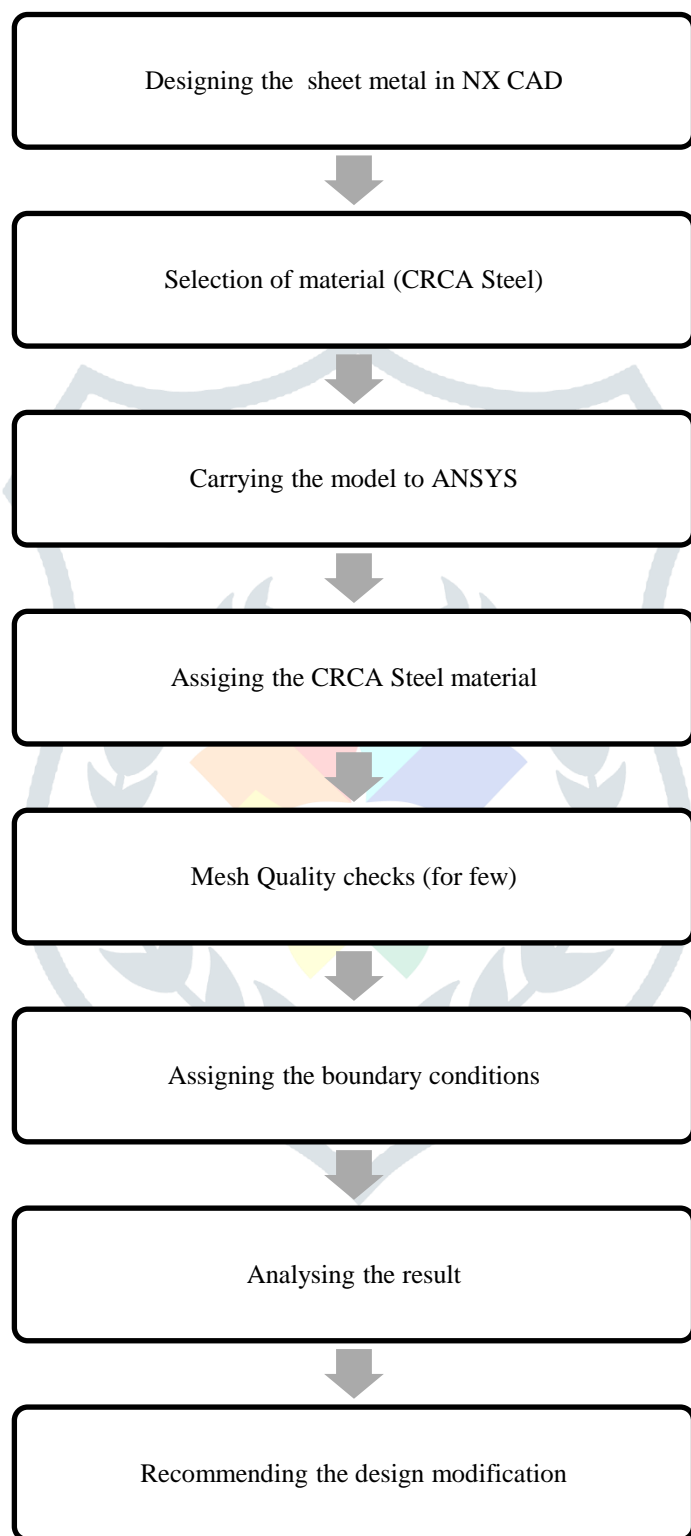 Designing the  sheet metal in NX CAD
Selection of material (CRCA Steel)
Carrying the model to ANSYS
Assiging the CRCA Steel material
Mesh Quality checks (for few)
Assigning the boundary conditions
Analysing the result
Recommending the design modification